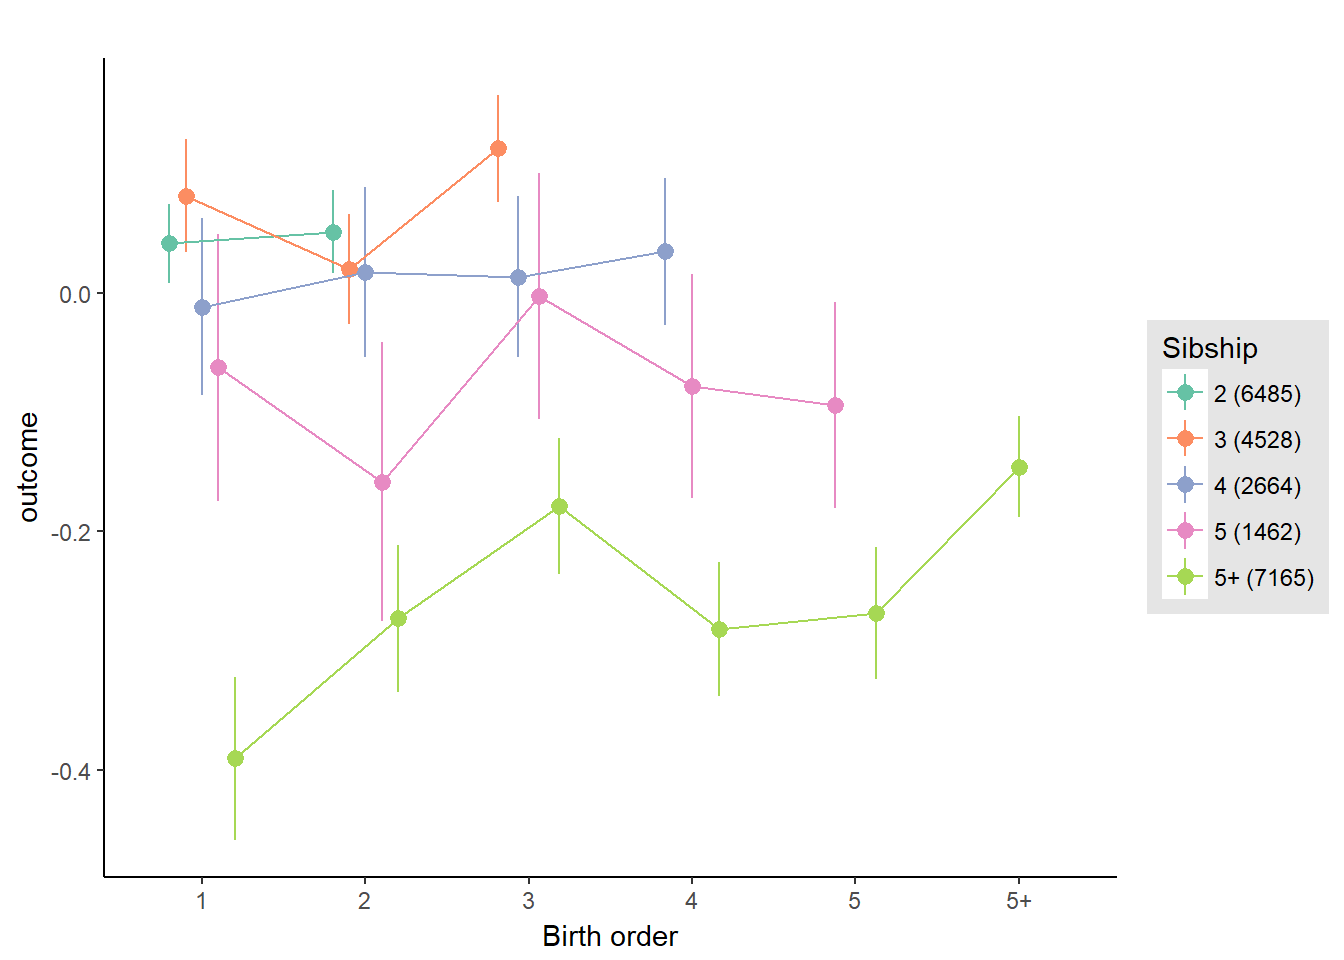 0.0
-0.2
-0.4
outcome
1 2 3 4 5 5+
Birth order
Sibship
2 (6485)
3 (4528)
4 (2664)
5 (1462)
5+ (7165)